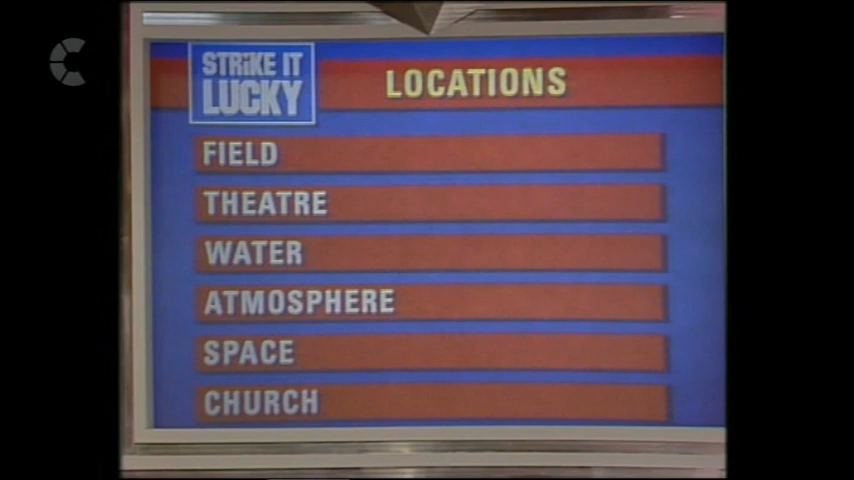 STRiKE IT
LUCKY
LOCATIONS
FIELD
THEATRE
WATER
ATMOSPHERE
SPACE
CHURCH